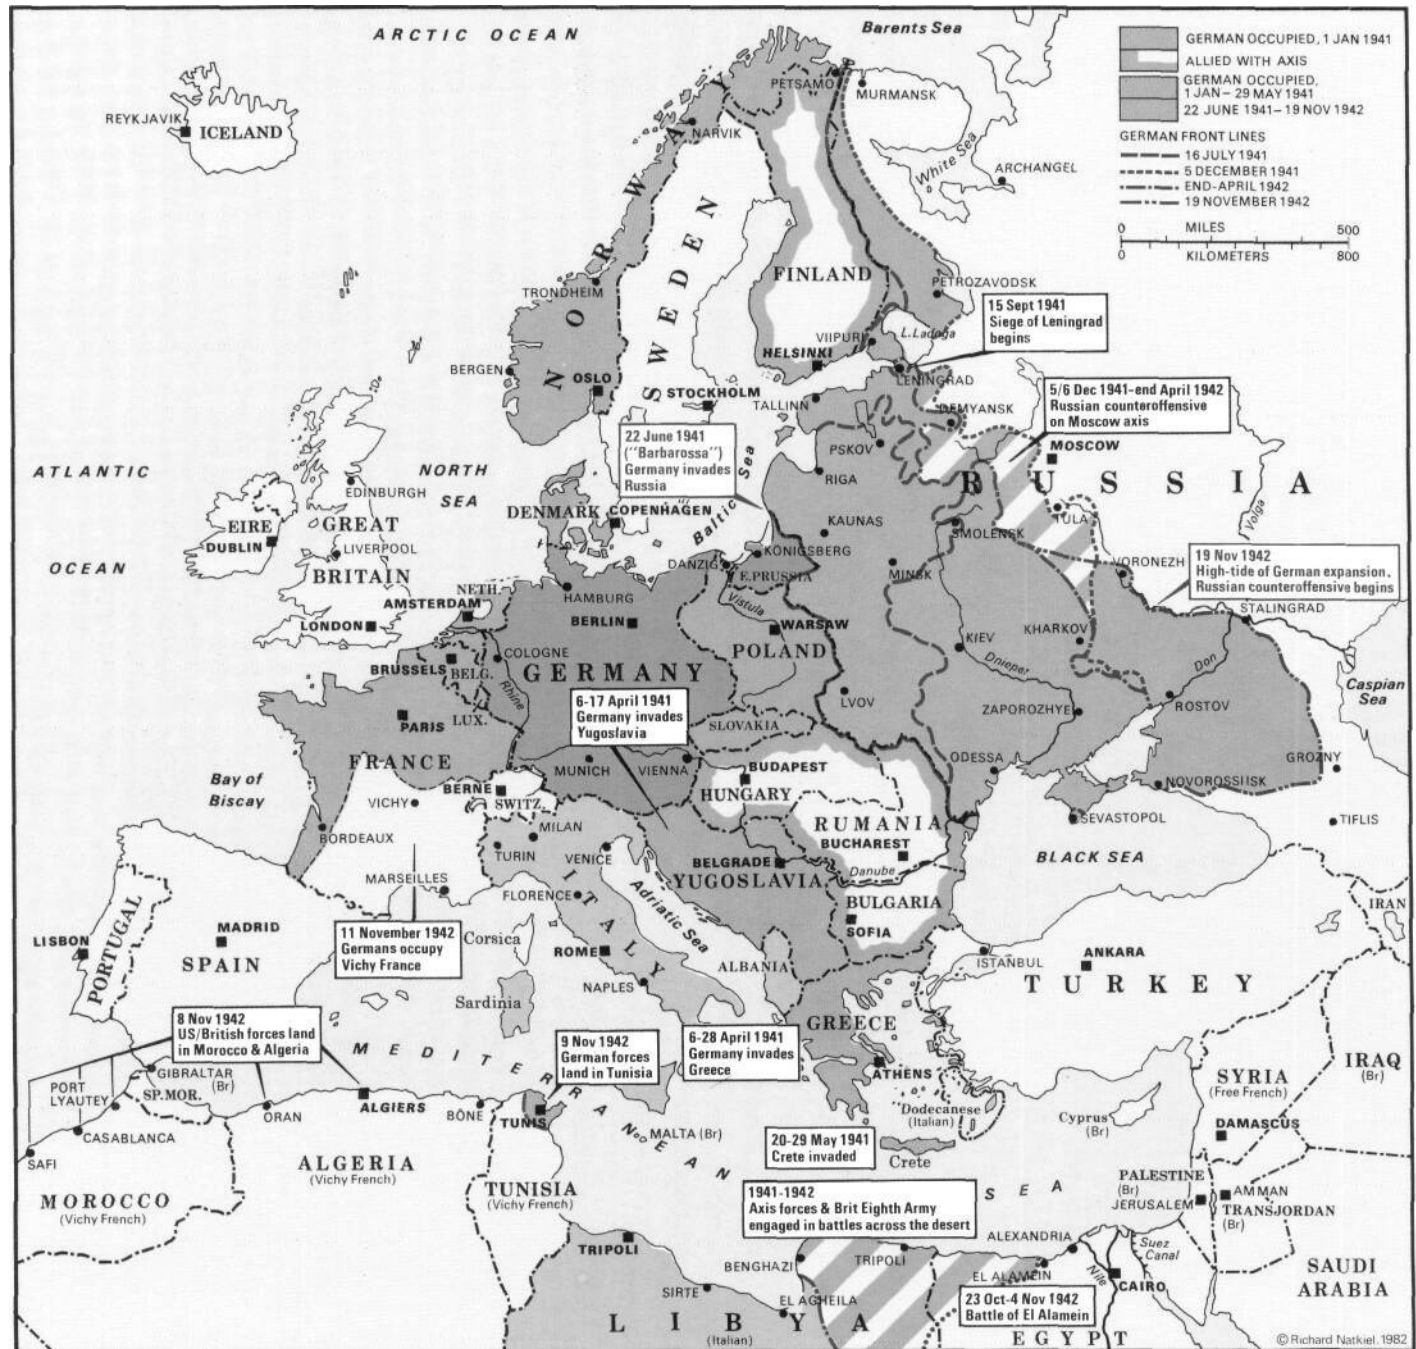 ARCTIC OCEAN
Barents Sea
GERMAN OCCUPIED, 1 JAN 1941
ALLIED WITH AXIS
GERMAN OCCUPIED,
1 JAN – 29 MAY 1941
22 JUNE 1941–19 NOV 1942
GERMAN FRONT LINES
16 JULY 1941
5 DECEMBER 1941
END-APRIL 1942
19 NOVEMBER 1942
0 MILES 500
KILOMETERS 800
REYKJAVIK
ICELAND
PETSAMO
MURMANSK
NARVIK
White Sea
ARCHANGEL
NORWAY
SWEDEN
FINLAND
TRONDHEIM
PETROZAVODSK
15 Sept 1941
Siege of Leningrad
begins
L. Ladoga
VIIPURI
HELSINKI
BERGEN
OSLO
STOCKHOLM
LENINGRAD
TALLINN
DEMYANSK
5/6 Dec 1941-end April 1942
Russian counteroffensive
on Moscow axis
22 June 1941
("Barbarossa")
Germany invades
Russia
PSKOV
MOSCOW
RIGA
RUSSIA
ATLANTIC
OCEAN
NORTH
SEA
EDINBURGH
EIRE
DUBLIN
GREAT
BRITAIN
LIVERPOOL
LONDON
DENMARK
COPENHAGEN
Baltic Sea
KAUNAS
SMOLENSK
TULA
Volga
KÖNIGSBERG
DANZIG
E.PRUSSIA
MINSK
VORONEZH
19 Nov 1942
High-tide of German expansion,
Russian counteroffensive begins
STALINGRAD
NETH.
AMSTERDAM
HAMBURG
BERLIN
Vistula
WARSAW
POLAND
KIEV
Dnieper
KHARKOV
Don
BRUSSELS
BELG.
COLOGNE
Rhine
GERMANY
LVOV
ZAPOROZHYE
ROSTOV
Caspian
Sea
PARIS
LUX.
6-17 April 1941
Germany invades
Yugoslavia
SLOVAKIA
FRANCE
MUNICH
VIENNA
BUDAPEST
HUNGARY
ODESSA
GROZNY
NOVOROSSIISK
Bay of
Biscay
BERNE
SWITZ.
VICHY
RUMANIA
BUCHAREST
SEVASTOPOL
TIFLIS
BORDEAUX
MILAN
TURIN
VENICE
BELGRADE
YUGOSLAVIA
Danube
BLACK SEA
MARSEILLES
FLORENCE
ITALY
Adriatic Sea
BULGARIA
SOFIA
IRAN
PORTUGAL
LISBON
MADRID
SPAIN
11 November 1942
Germans occupy
Vichy France
Corsica
ROME
NAPLES
ALBANIA
ISTANBUL
ANKARA
TURKEY
Sardinia
GREECE
8 Nov 1942
US/British forces land
in Morocco & Algeria
9 Nov 1942
German forces
land in Tunisia
6-28 April 1941
Germany invades
Greece
ATHENS
MEDITERRANEAN SEA
GIBRALTAR
(Br)
PORT
LYAUTEY
SP.MOR.
ORAN
ALGIERS
BÔNE
TUNIS
MALTA (Br)
Dodecanese
(Italian)
Cyprus
(Br)
SYRIA
(Free French)
IRAQ
(Br)
CASABLANCA
SAFI
20-29 May 1941
Crete invaded
Crete
DAMASCUS
MOROCCO
(Vichy French)
ALGERIA
(Vichy French)
TUNISIA
(Vichy French)
1941-1942
Axis forces & Brit Eighth Army
engaged in battles across the desert
PALESTINE
(Br)
JERUSALEM
AMMAN
TRANSJORDAN
(Br)
TRIPOLI
BENGHAZI
TRIPOLI
ALEXANDRIA
Suez
Canal
EL ALAMEIN
Nile
CAIRO
SIRTE
EL AGHEILA
23 Oct-4 Nov 1942
Battle of El Alamein
SAUDI
ARABIA
LIBYA
(Italian)
EGYPT
© Richard Natkiel, 1982